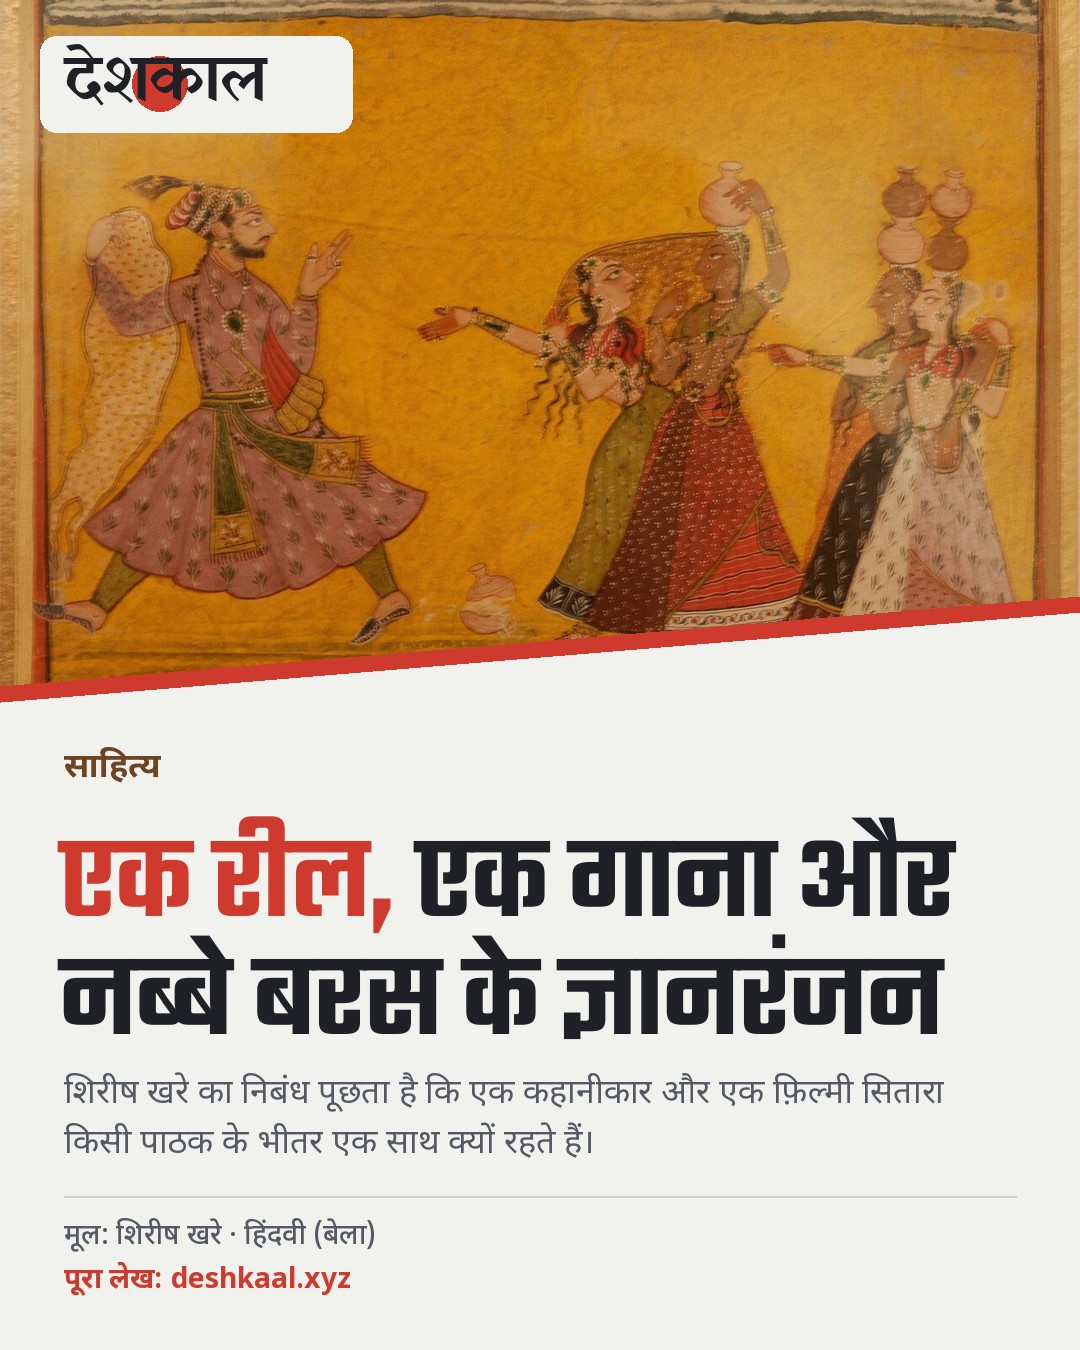 देशकाल
साहित्य
एक रील, एक गाना और
नब्बे बरस के ज्ञानरंजन
शिरीष खरे का निबंध पूछता है कि एक कहानीकार और एक फ़िल्मी सितारा
किसी पाठक के भीतर एक साथ क्यों रहते हैं।
मूल: शिरीष खरे · हिंदवी (बेला)
पूरा लेख: deshkaal.xyz